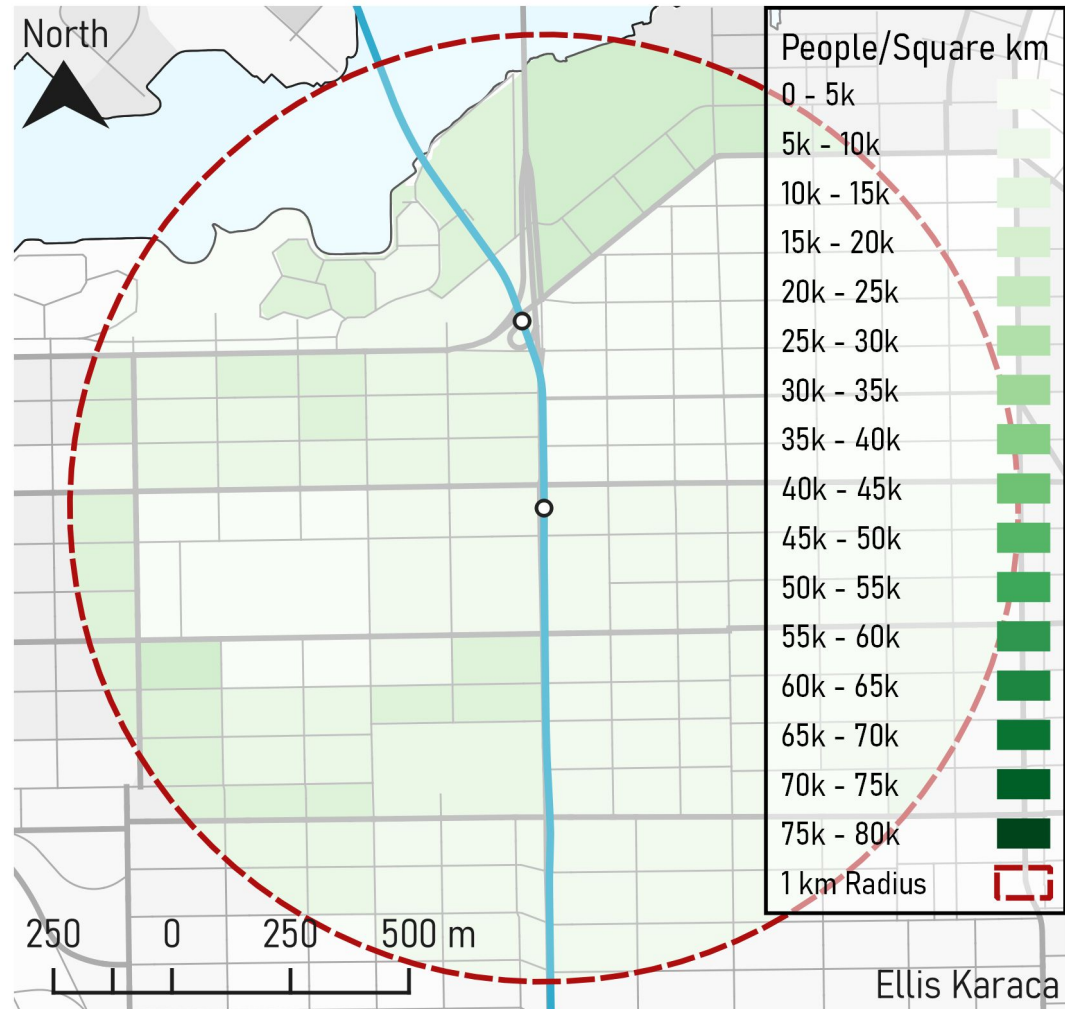 North
People/Square km
0 - 5k
5k - 10k
10k - 15k
15k - 20k
20k - 25k
25k - 30k
30k - 35k
35k - 40k
40k - 45k
45k - 50k
50k - 55k
55k - 60k
60k - 65k
65k - 70k
70k - 75k
75k - 80k
1 km Radius
250 0 250 500 m
Ellis Karaca